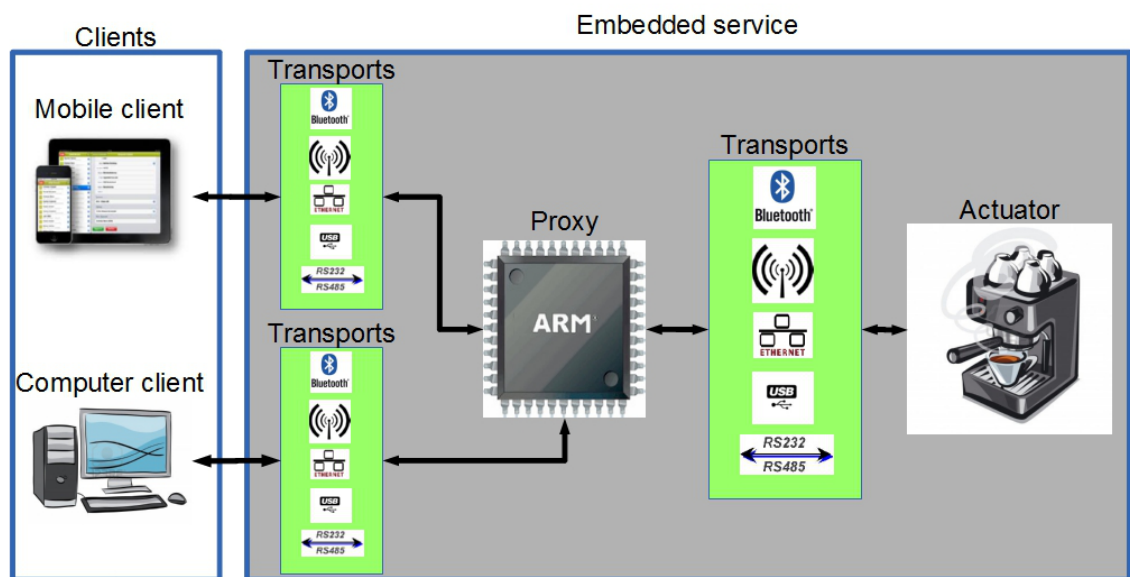 Embedded service
Clients
Transports
Mobile client
Bluetooth®
ETHERNET
USB
RS232
RS485
Transports
Computer client
Bluetooth®
ETHERNET
USB
RS232
RS485
Proxy
ARM
Transports
Bluetooth®
ETHERNET
USB
RS232
RS485
Actuator